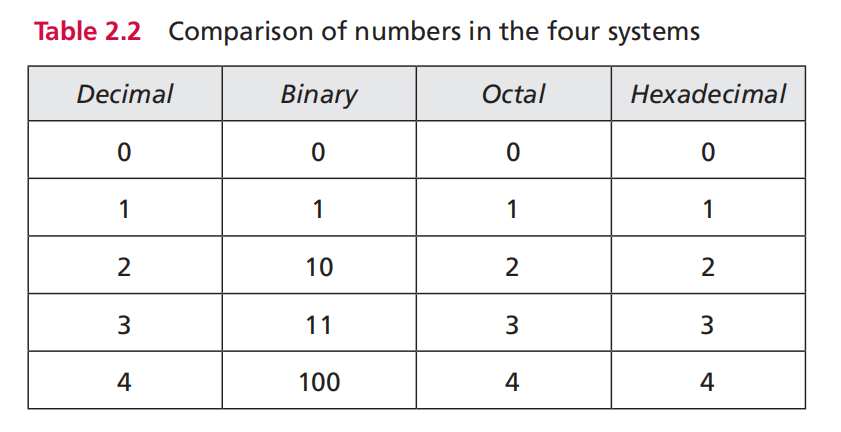 Table 2.2 Comparison of numbers in the four systems
Decimal Binary Octal Hexadecimal
0 0 0 0
1 1 1 1
2 10 2 2
3 11 3 3
4 100 4 4